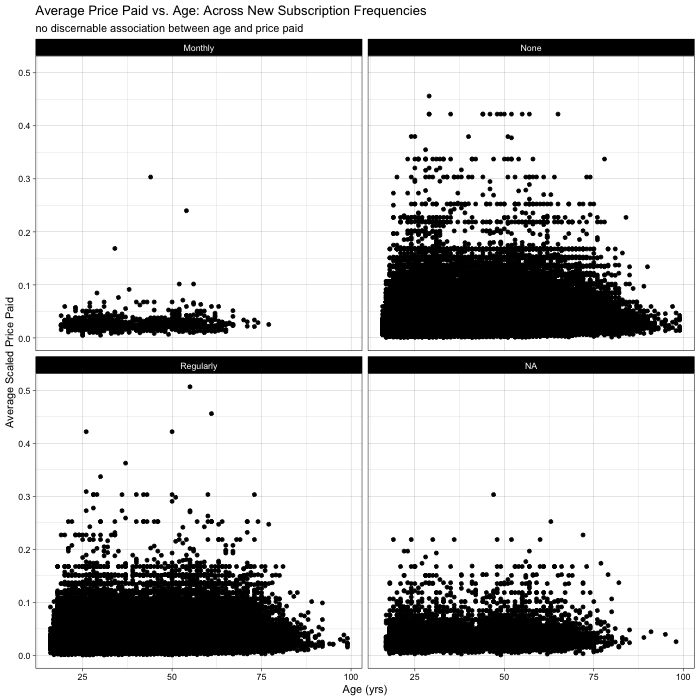 Average Price Paid vs. Age: Across New Subscription Frequencies
no discernable association between age and price paid
Monthly
None
0.5
0.4
0.3
0.2
0.1
0.0
Regularly
NA
0.5
0.4
0.3
0.2
0.1
0.0
Average Scaled Price Paid
25
50
75
100
25
50
75
100
Age (yrs)